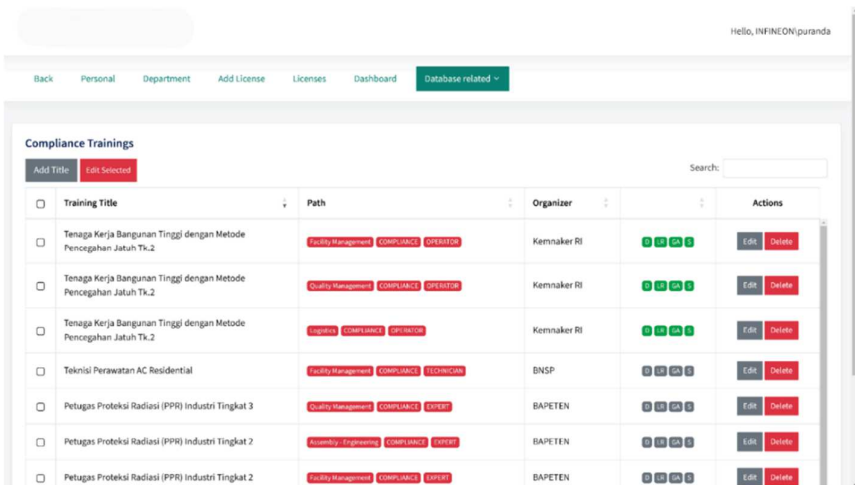 Hello, INFINEON\puranda
Back Personal Department Add License Licenses Dashboard Database related
Compliance Trainings
Add Title Edit Selected Search:
Training Title Path Organizer Actions
Tenaga Kerja Bangunan Tinggi dengan Metode
Pencegahan Jatuh Tk.2
Facility Management COMPLIANCE OPERATOR Kemnaker RI D LR GA S Edit Delete
Tenaga Kerja Bangunan Tinggi dengan Metode
Pencegahan Jatuh Tk.2
Quality Management COMPLIANCE OPERATOR Kemnaker RI D LR GA S Edit Delete
Tenaga Kerja Bangunan Tinggi dengan Metode
Pencegahan Jatuh Tk.2
Logistics COMPLIANCE OPERATOR Kemnaker RI D LR GA S Edit Delete
Teknisi Perawatan AC Residential Facility Management COMPLIANCE TECHNICIAN BNSP D LR GA S Edit Delete
Petugas Proteksi Radiasi (PPR) Industri Tingkat 3 Quality Management COMPLIANCE EXPERT BAPETEN D LR GA S Edit Delete
Petugas Proteksi Radiasi (PPR) Industri Tingkat 2 Assembly - Engineering COMPLIANCE EXPERT BAPETEN D LR GA S Edit Delete
Petugas Proteksi Radiasi (PPR) Industri Tingkat 2 Facility Management COMPLIANCE EXPERT BAPETEN D LR GA S Edit Delete